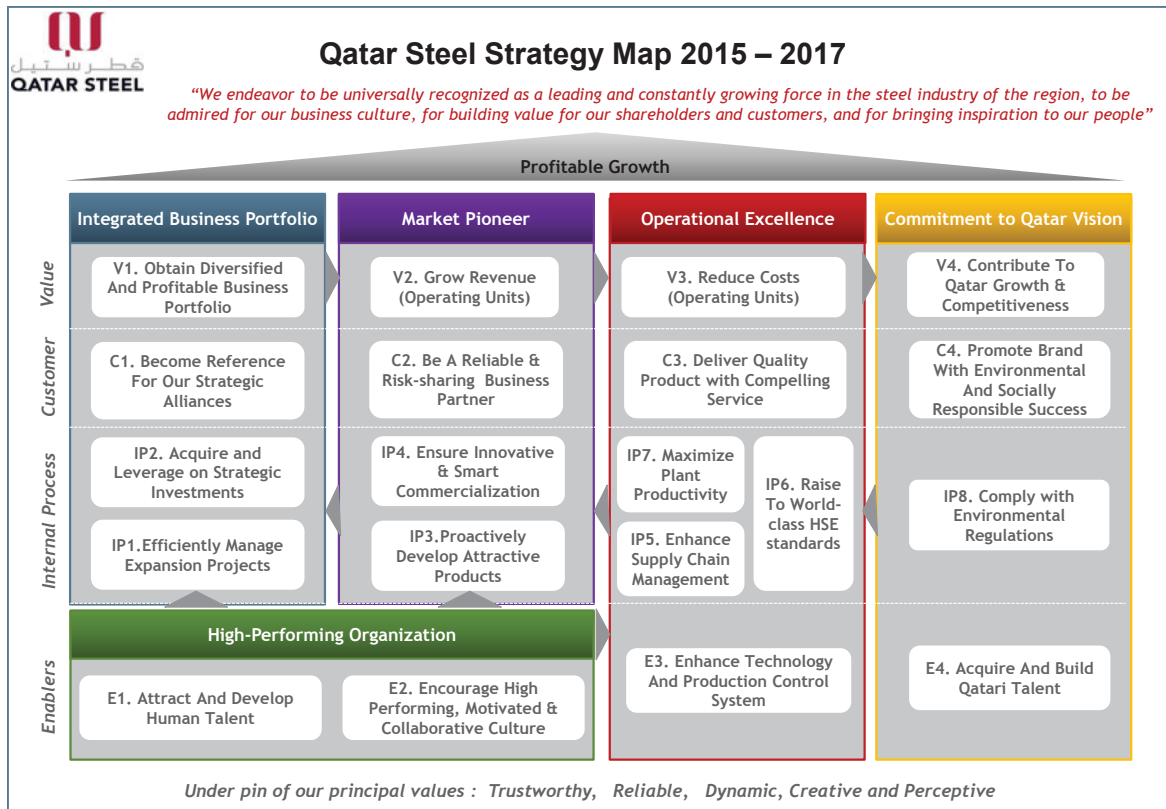 قطر ستيل
QATAR STEEL
Qatar Steel Strategy Map 2015 – 2017
“We endeavor to be universally recognized as a leading and constantly growing force in the steel industry of the region, to be
admired for our business culture, for building value for our shareholders and customers, and for bringing inspiration to our people”
Profitable Growth
Integrated Business Portfolio
Market Pioneer
Operational Excellence
Commitment to Qatar Vision
Value
V1. Obtain Diversified
And Profitable Business
Portfolio
V2. Grow Revenue
(Operating Units)
V3. Reduce Costs
(Operating Units)
V4. Contribute To
Qatar Growth &
Competitiveness
Customer
C1. Become Reference
For Our Strategic
Alliances
C2. Be A Reliable &
Risk-sharing Business
Partner
C3. Deliver Quality
Product with Compelling
Service
C4. Promote Brand
With Environmental
And Socially
Responsible Success
Internal Process
IP2. Acquire and
Leverage on Strategic
Investments
IP1.Efficiently Manage
Expansion Projects
IP4. Ensure Innovative
& Smart
Commercialization
IP3.Proactively
Develop Attractive
Products
IP7. Maximize
Plant
Productivity
IP5. Enhance
Supply Chain
Management
IP6. Raise
To World-
class HSE
standards
IP8. Comply with
Environmental
Regulations
High-Performing Organization
Enablers
E1. Attract And Develop
Human Talent
E2. Encourage High
Performing, Motivated &
Collaborative Culture
E3. Enhance Technology
And Production Control
System
E4. Acquire And Build
Qatari Talent
Under pin of our principal values : Trustworthy, Reliable, Dynamic, Creative and Perceptive